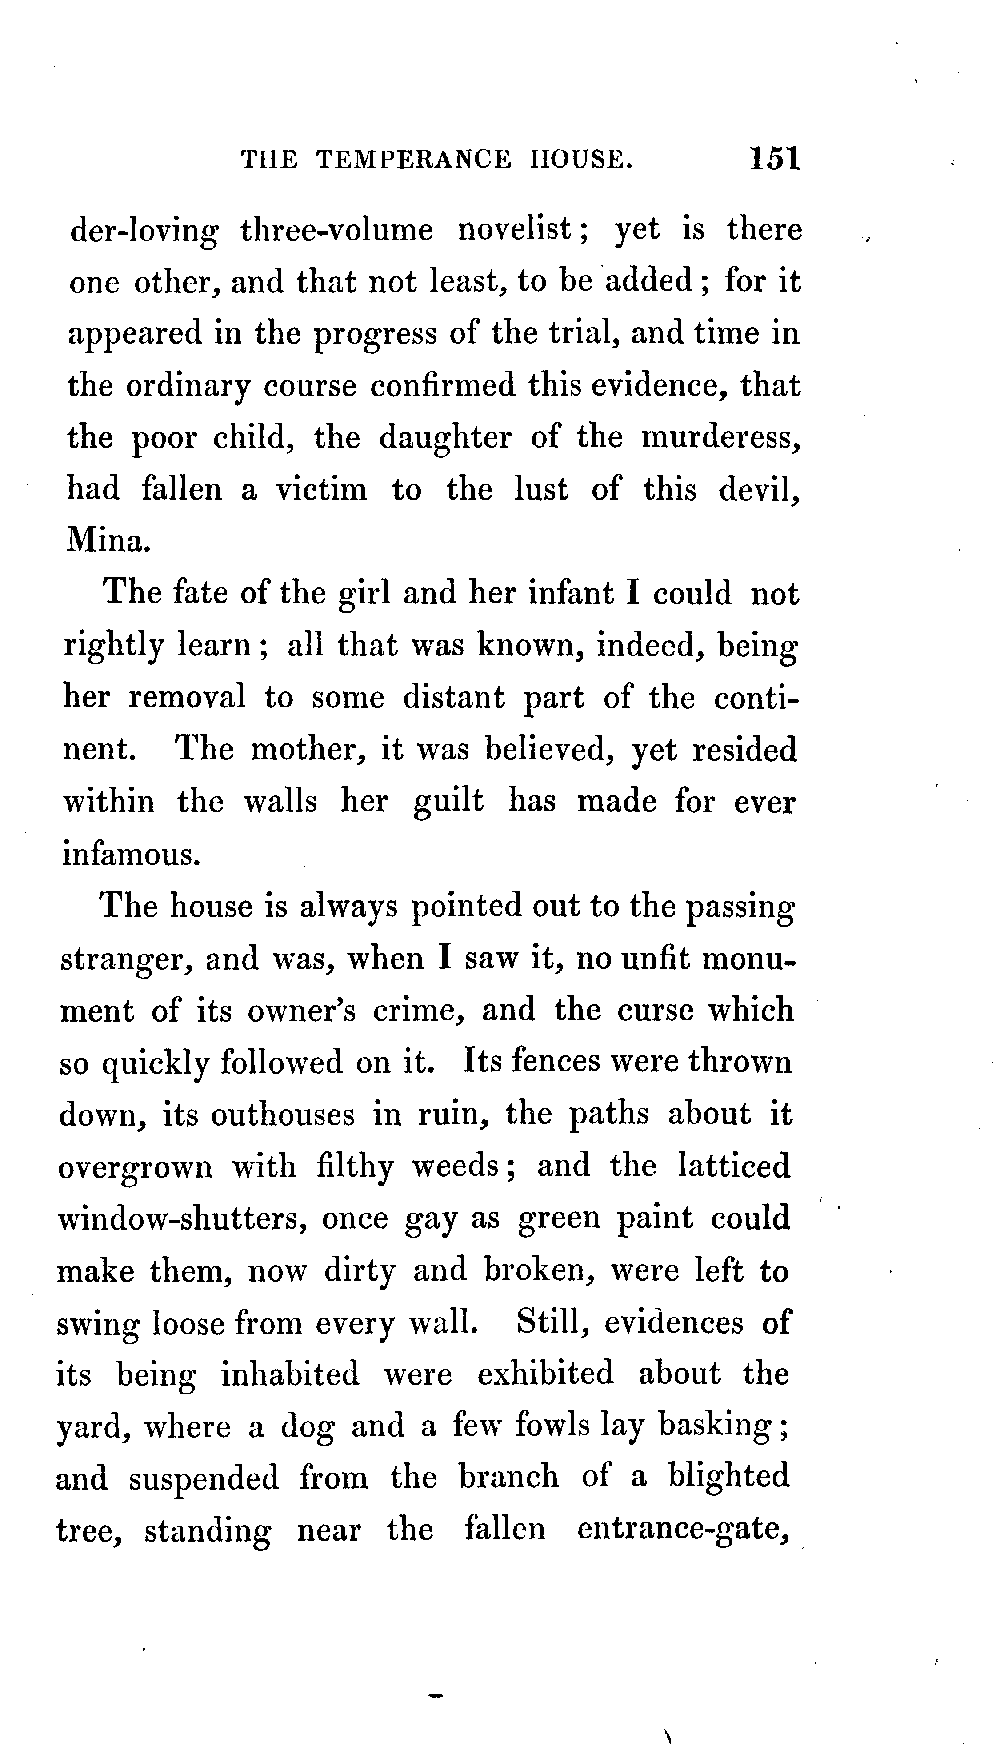 THE TEMPERANCE HOUSE. 151
der-loving three-volume novelist; yet is there
one other, and that not least, to be added; for it
appeared in the progress of the trial, and time in
the ordinary course confirmed this evidence, that
the poor child, the daughter of the murderess,
had fallen a victim to the lust of this devil,
Mina.
The fate of the girl and her infant I could not
rightly learn; all that was known, indeed, being
her removal to some distant part of the conti-
nent. The mother, it was believed, yet resided
within the walls her guilt has made for ever
infamous.
The house is always pointed out to the passing
stranger, and was, when I saw it, no unfit monu-
ment of its owner's crime, and the curse which
so quickly followed on it. Its fences were thrown
down, its outhouses in ruin, the paths about it
overgrown with filthy weeds; and the latticed
window-shutters, once gay as green paint could
make them, now dirty and broken, were left to
swing loose from every wall. Still, evidences of
its being inhabited were exhibited about the
yard, where a dog and a few fowls lay basking;
and suspended from the branch of a blighted
tree, standing near the fallen entrance-gate,